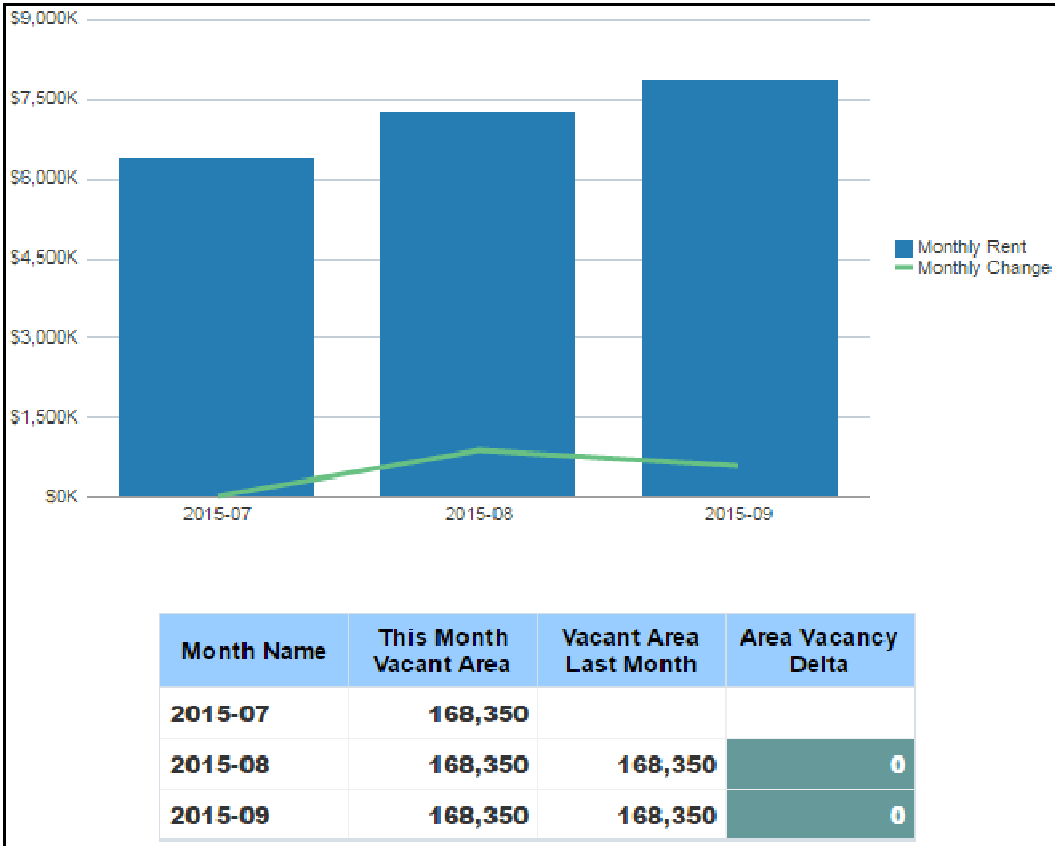 $9,000K
$7,500K
$6,000K
$4,500K
$3,000K
$1,500K
$0K
2015-07 2015-08 2015-09
Monthly Rent
Monthly Change
Month Name This Month Vacant Area Vacant Area Last Month Area Vacancy Delta
2015-07 168,350
2015-08 168,350 168,350 0
2015-09 168,350 168,350 0